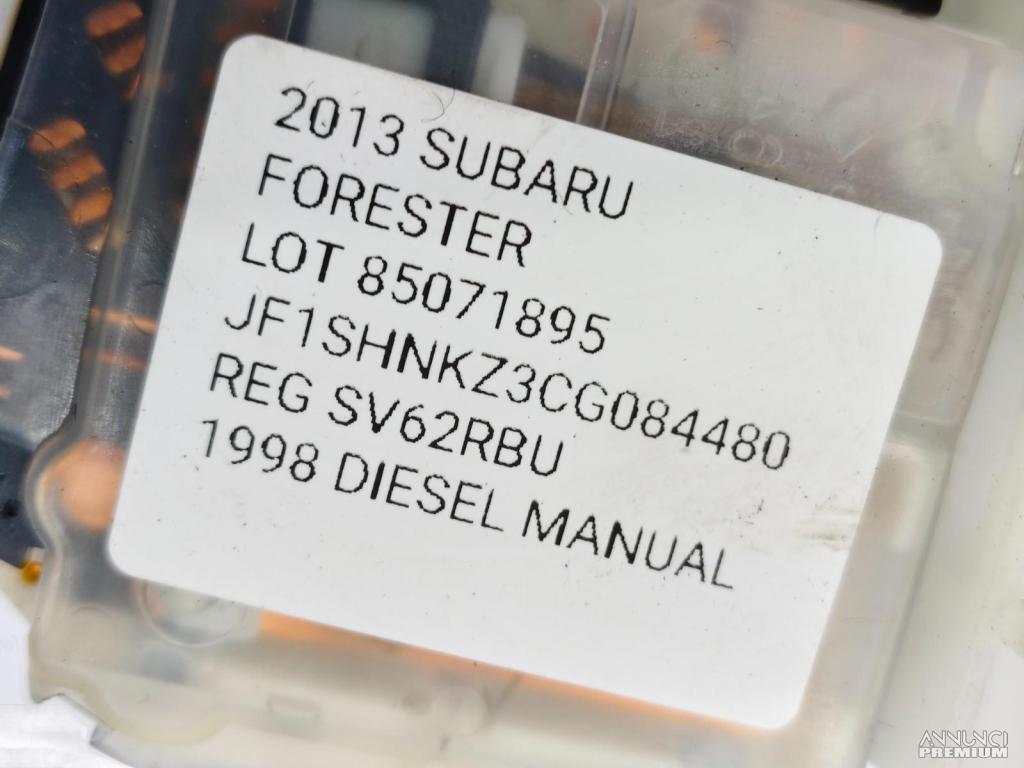 2013 SUBARU
FORESTER
LOT 85071895
JF1SHNKZ3CG084480
REG SV62RBU
1998 DIESEL MANUAL
ANNUNCI
PREMIUM